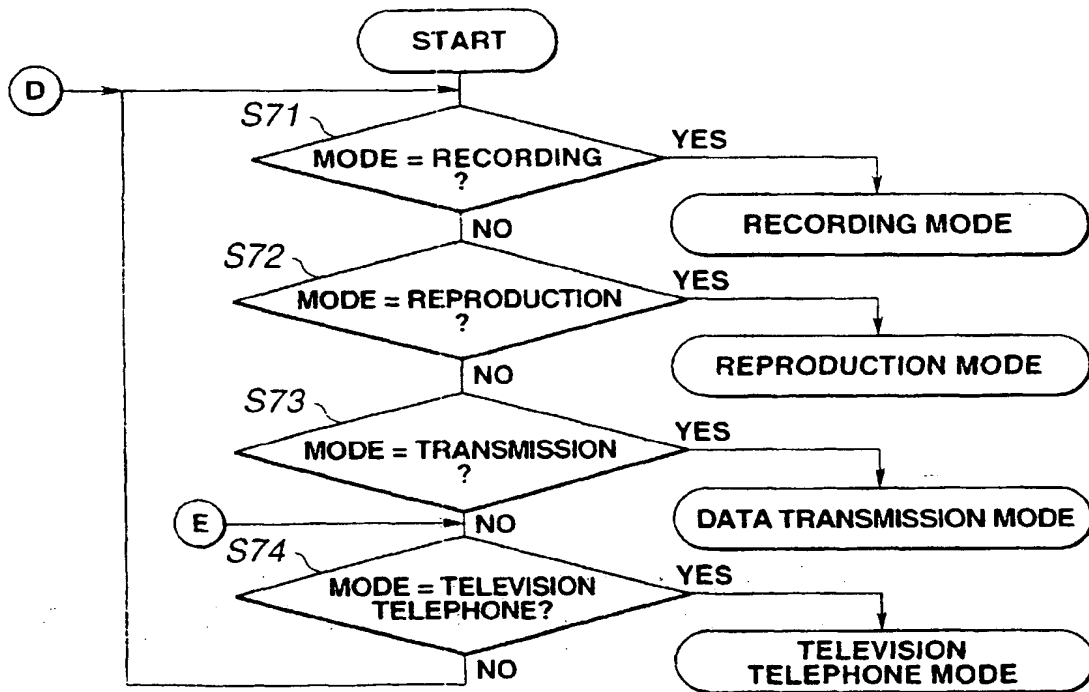 START
D
S71
MODE = RECORDING
?
YES
RECORDING MODE
NO
S72
MODE = REPRODUCTION
?
YES
REPRODUCTION MODE
NO
S73
MODE = TRANSMISSION
?
YES
DATA TRANSMISSION MODE
E
NO
S74
MODE = TELEVISION
TELEPHONE?
YES
TELEVISION
TELEPHONE MODE
NO